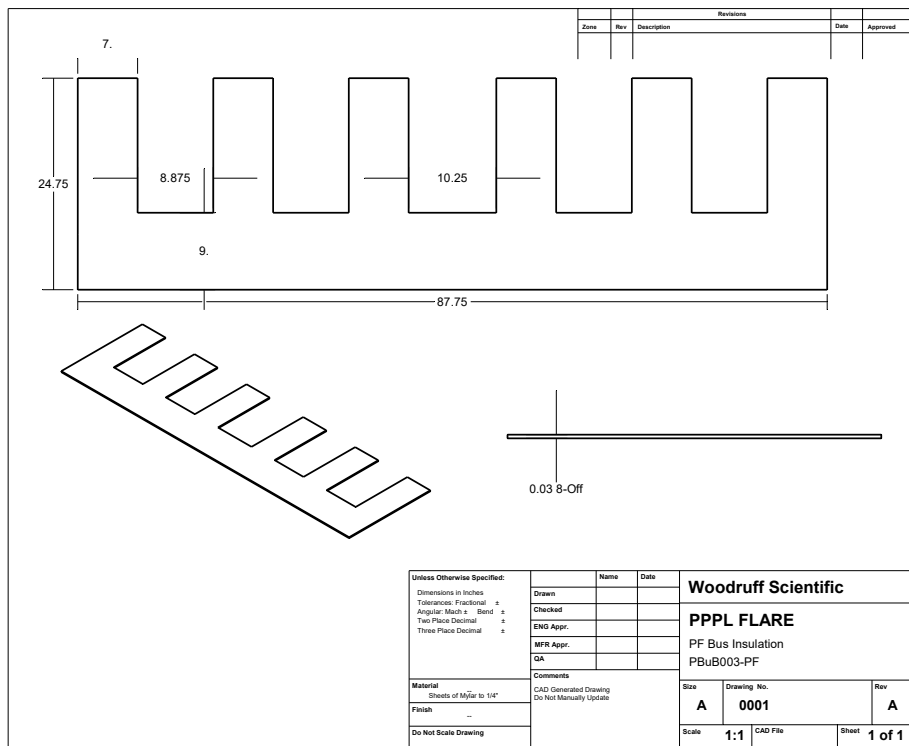 Revisions
Zone Rev Description Date Approved
7.
24.75
8.875
10.25
9.
87.75
0.03 8-Off
Unless Otherwise Specified:
Dimensions in Inches
Tolerances: Fractional ±
Angular: Mach ± Bend ±
Two Place Decimal ±
Three Place Decimal ±
Material
--
Sheets of Mylar to 1/4"
Finish
--
Do Not Scale Drawing
Name Date
Drawn
Checked
ENG Appr.
MFR Appr.
QA
Comments
CAD Generated Drawing
Do Not Manually Update
Woodruff Scientific
PPPL FLARE
PF Bus Insulation
PBuB003-PF
Size Drawing No. Rev
A 0001 A
Scale 1:1 CAD File Sheet 1 of 1